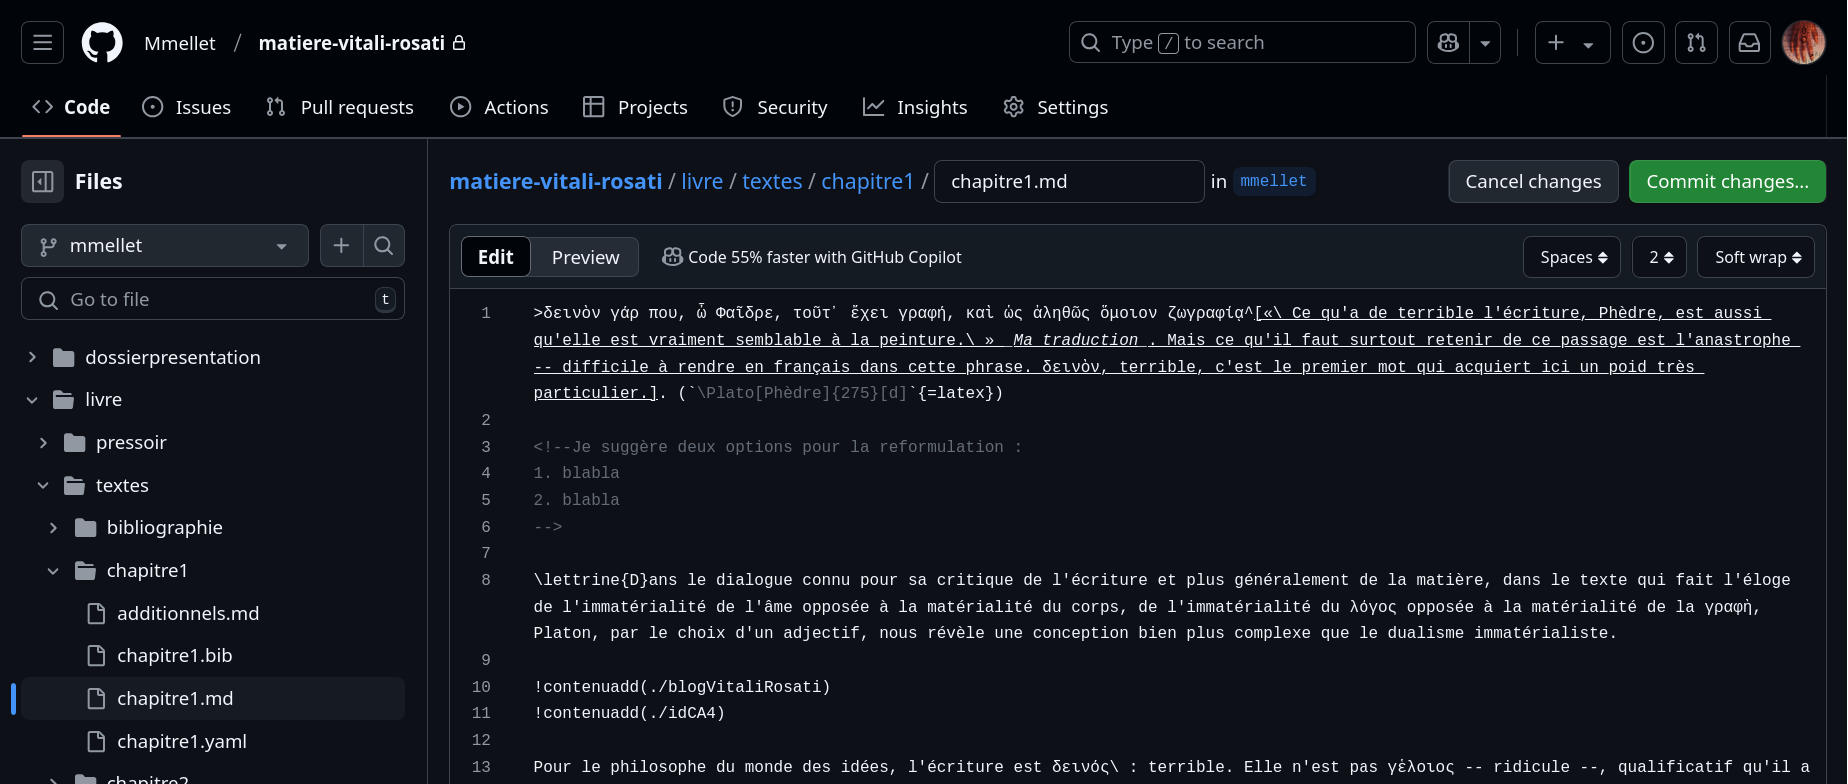 Mmellet / matiere-vitali-rosati
Type / to search
Code Issues Pull requests Actions Projects Security Insights Settings
Files
mmellet
Go to file t
dossierpresentation
livre
pressoir
textes
bibliographie
chapitre1
additionnels.md
chapitre1.bib
chapitre1.md
chapitre1.yaml
chapitre2
matiere-vitali-rosati / livre / textes / chapitre1 / chapitre1.md in mmellet
Cancel changes Commit changes...
Edit Preview Code 55% faster with GitHub Copilot
Spaces 2 Soft wrap
1 >δεινὸν γάρ που, ὦ Φαῖδρε, τοῦτ᾽ ἔχει γραφή, καὶ ὡς ἀληθῶς ὅμοιον ζωγραφίᾳ^[«\ Ce qu'a de terrible l'écriture, Phèdre, est aussi
qu'elle est vraiment semblable à la peinture.\ » _Ma traduction_. Mais ce qu'il faut surtout retenir de ce passage est l'anastrophe
-- difficile à rendre en français dans cette phrase. δεινὸν, terrible, c'est le premier mot qui acquiert ici un poid très
particulier.]. (`\Plato[Phèdre]{275}[d]`{=latex})
2
3 <!--Je suggère deux options pour la reformulation :
4 1. blabla
5 2. blabla
6 -->
7
8 \lettrine{D}ans le dialogue connu pour sa critique de l'écriture et plus généralement de la matière, dans le texte qui fait l'éloge
de l'immatérialité de l'âme opposée à la matérialité du corps, de l'immatérialité du λόγος opposée à la matérialité de la γραφὴ,
Platon, par le choix d'un adjectif, nous révèle une conception bien plus complexe que le dualisme immatérialiste.
9
10 !contenuadd(./blogVitaliRosati)
11 !contenuadd(./idCA4)
12
13 Pour le philosophe du monde des idées, l'écriture est δεινός\ : terrible. Elle n'est pas γέλοιος -- ridicule --, qualificatif qu'il a